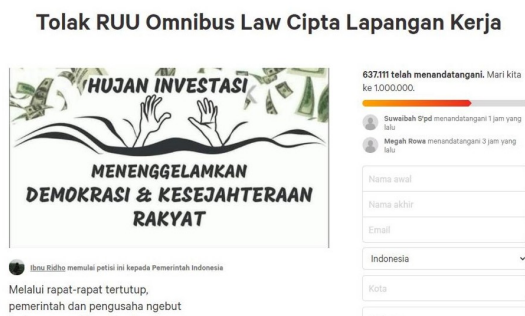 Tolak RUU Omnibus Law Cipta Lapangan Kerja
HUJAN INVESTASI
MENENGGELAMKAN
DEMOKRASI & KESEJAHTERAAN
RAKYAT
Ibnu Ridho memulai petisi ini kepada Pemerintah Indonesia
Melalui rapat-rapat tertutup,
pemerintah dan pengusaha ngebut
637.111 telah menandatangani. Mari kita
ke 1.000.000.
Suwaibah S'pd menandatangani 1 jam yang
lalu
Megah Rowa menandatangani 3 jam yang
lalu
Nama awal
Nama akhir
Email
Indonesia
Kota